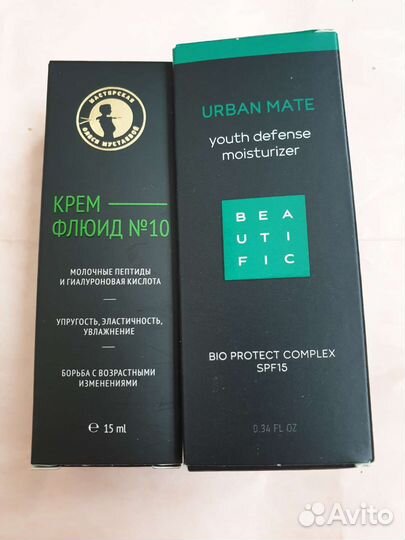 МАСТЕРСКАЯ
ОЛЕСИ МУСТАЕВОЙ
КРЕМ
ФЛЮИД №10
МОЛОЧНЫЕ ПЕПТИДЫ
И ГИАЛУРОНОВАЯ КИСЛОТА
УПРУГОСТЬ, ЭЛАСТИЧНОСТЬ,
УВЛАЖНЕНИЕ
БОРЬБА С ВОЗРАСТНЫМИ
ИЗМЕНЕНИЯМИ
℮ 15 ml
URBAN MATE
youth defense
moisturizer
BEA
UTI
FIC
BIO PROTECT COMPLEX
SPF15
0.34 FL OZ
Avito